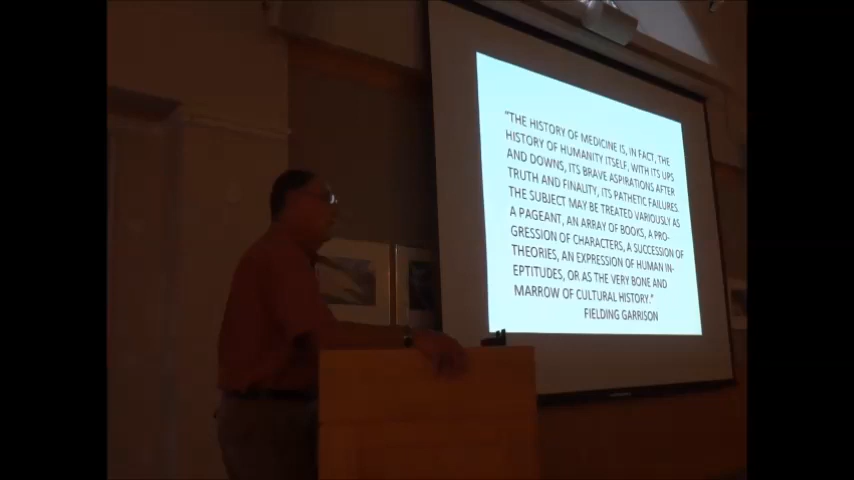 "THE HISTORY OF MEDICINE IS, IN FACT, THE
HISTORY OF HUMANITY ITSELF, WITH ITS UPS
AND DOWNS, ITS BRAVE ASPIRATIONS AFTER
TRUTH AND FINALITY, ITS PATHETIC FAILURES.
THE SUBJECT MAY BE TREATED VARIOUSLY AS
A PAGEANT, AN ARRAY OF BOOKS, A PRO-
GRESSION OF CHARACTERS, A SUCCESSION OF
THEORIES, AN EXPRESSION OF HUMAN IN-
EPTITUDES, OR AS THE VERY BONE AND
MARROW OF CULTURAL HISTORY."
FIELDING GARRISON